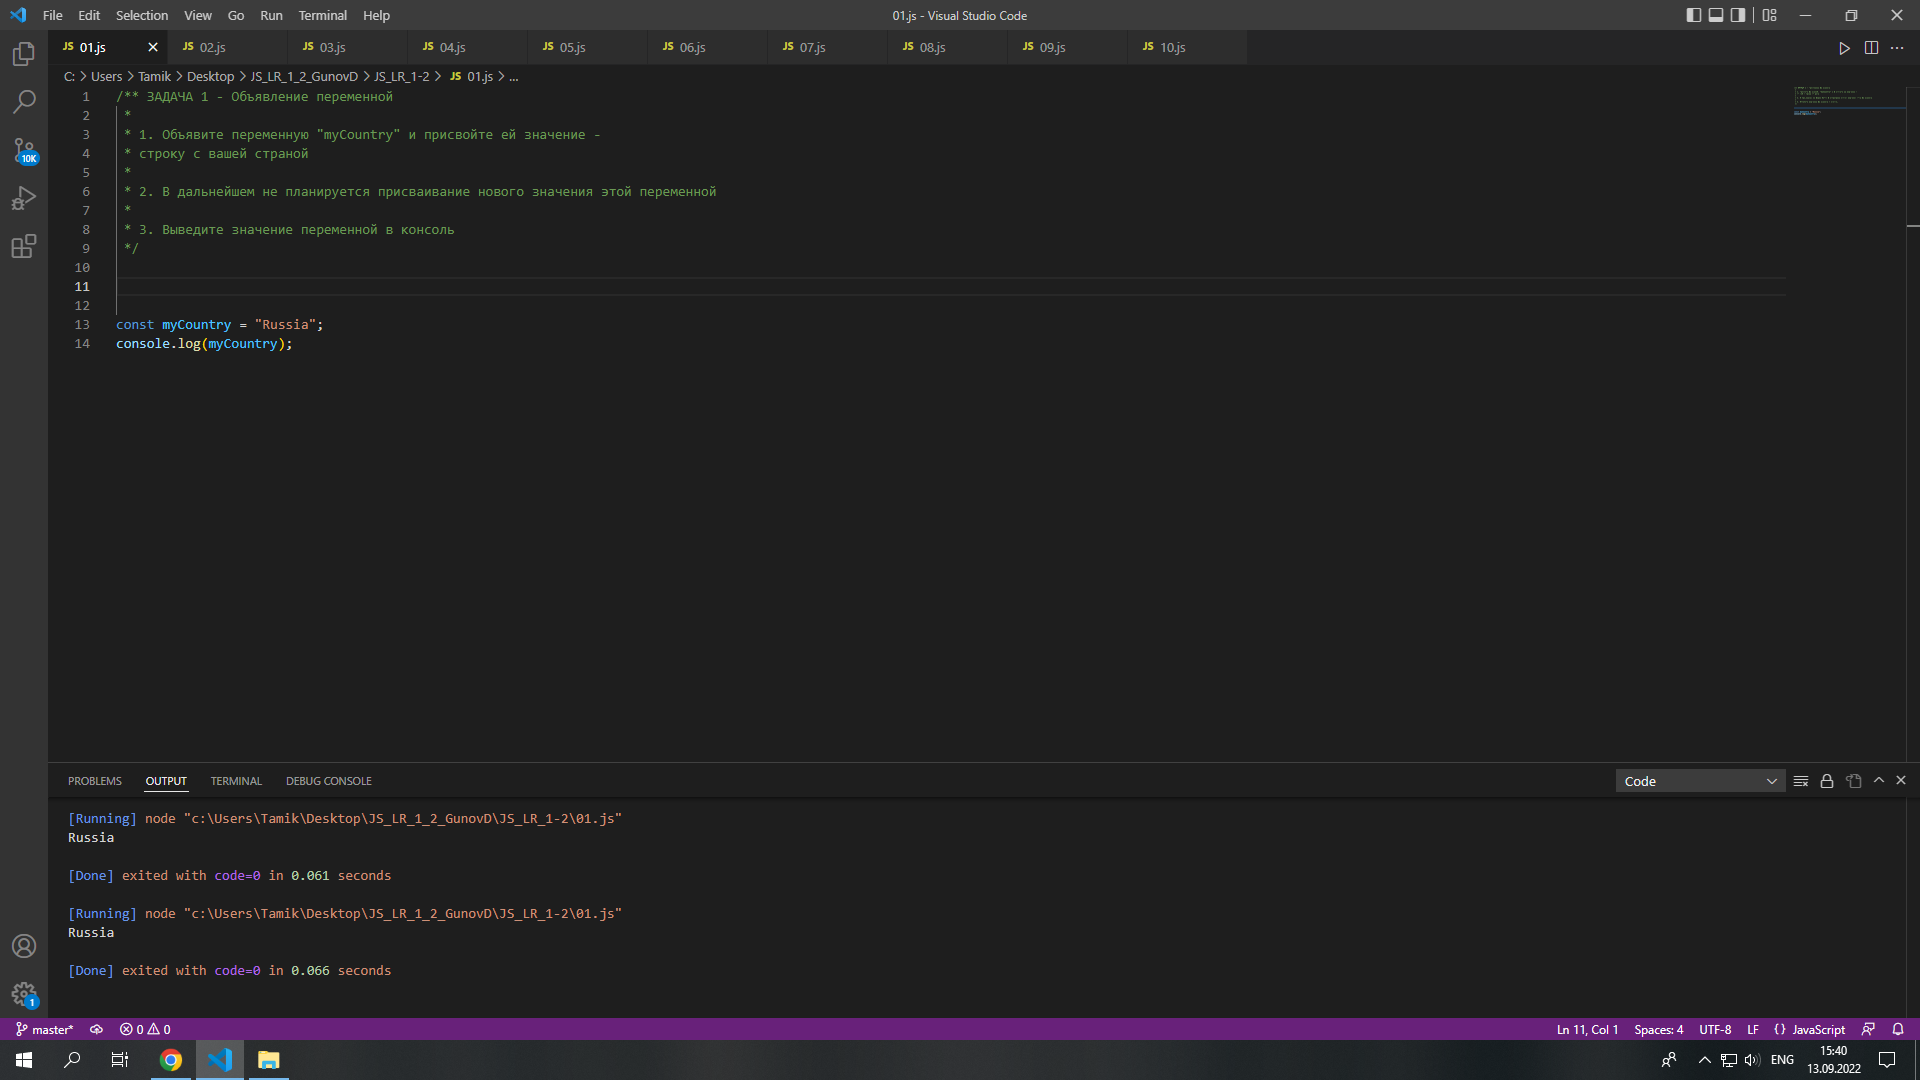 File Edit Selection View Go Run Terminal Help
01.js - Visual Studio Code
JS 01.js JS 02.js JS 03.js JS 04.js JS 05.js JS 06.js JS 07.js JS 08.js JS 09.js JS 10.js
C: > Users > Tamik > Desktop > JS_LR_1_2_GunovD > JS_LR_1-2 > JS 01.js > ...
1 /** ЗАДАЧА 1 - Объявление переменной
2 *
3 * 1. Объявите переменную "myCountry" и присвойте ей значение -
4 * строку с вашей страной
5 *
6 * 2. В дальнейшем не планируется присваивание нового значения этой переменной
7 *
8 * 3. Выведите значение переменной в консоль
9 */
10
11
12
13 const myCountry = "Russia";
14 console.log(myCountry);
10K
PROBLEMS OUTPUT TERMINAL DEBUG CONSOLE
Code
[Running] node "c:\Users\Tamik\Desktop\JS_LR_1_2_GunovD\JS_LR_1-2\01.js"
Russia
[Done] exited with code=0 in 0.061 seconds
[Running] node "c:\Users\Tamik\Desktop\JS_LR_1_2_GunovD\JS_LR_1-2\01.js"
Russia
[Done] exited with code=0 in 0.066 seconds
1
master* 0 0
Ln 11, Col 1 Spaces: 4 UTF-8 LF {} JavaScript
ENG
15:40
13.09.2022